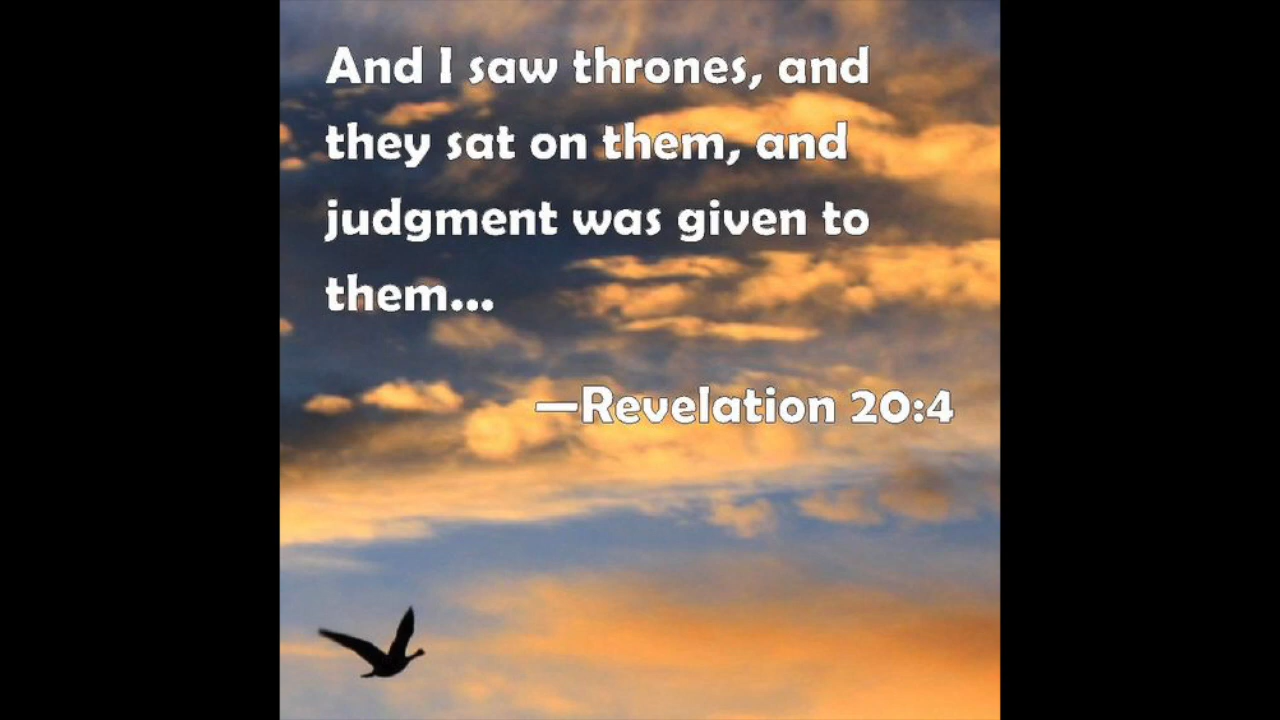 And I saw thrones, and
they sat on them, and
judgment was given to
them...
—Revelation 20:4